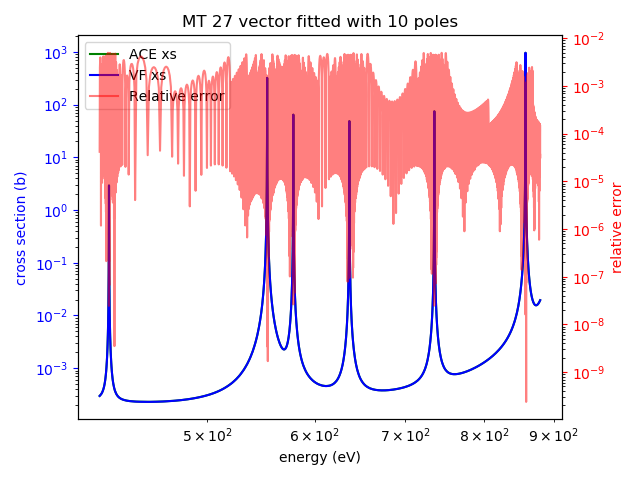 MT 27 vector fitted with 10 poles
ACE xs
VF xs
Relative error
cross section (b)
10³
10²
10¹
10⁰
10⁻¹
10⁻²
10⁻³
10⁻²
10⁻³
10⁻⁴
10⁻⁵
10⁻⁶
10⁻⁷
10⁻⁸
10⁻⁹
relative error
5 × 10² 6 × 10² 7 × 10² 8 × 10² 9 × 10²
energy (eV)